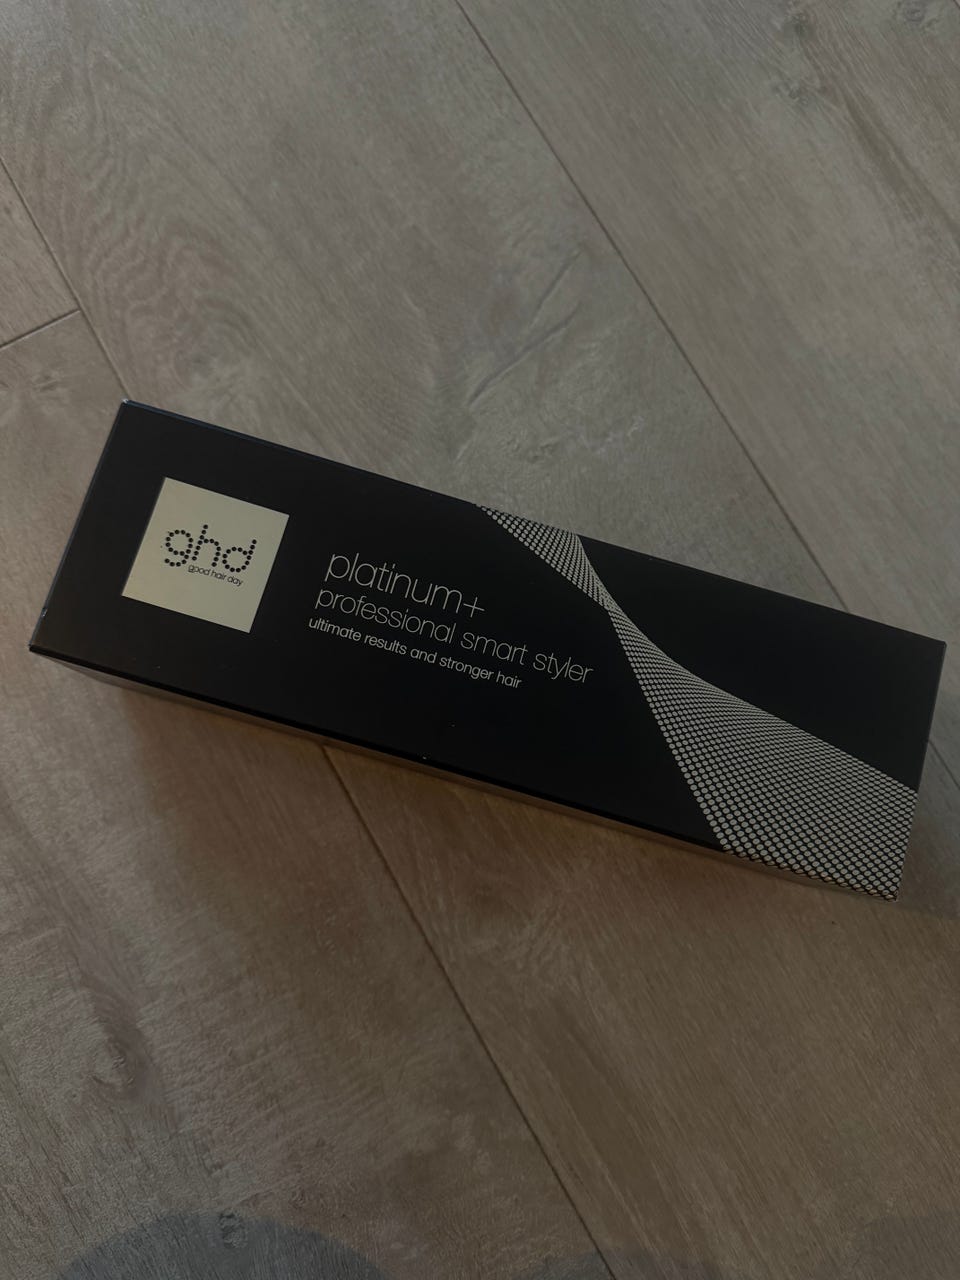 ghd
good hair day
platinum+
professional smart styler
ultimate results and stronger hair